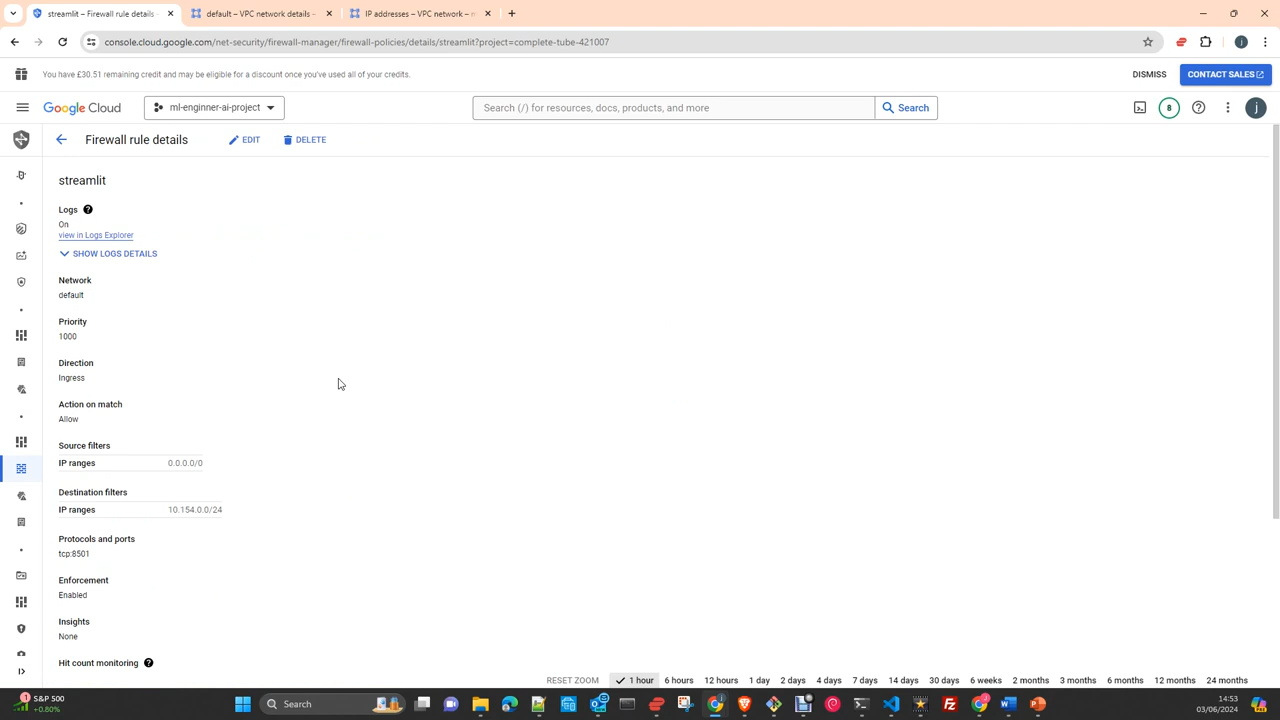 streamlit – Firewall rule details -
default – VPC network details –
IP addresses – VPC network – m
console.cloud.google.com/net-security/firewall-manager/firewall-policies/details/streamlit?project=complete-tube-421007
You have £30.51 remaining credit and may be eligible for a discount once you've used all of your credits.
DISMISS
CONTACT SALES
Google Cloud
ml-enginner-ai-project
Search (/) for resources, docs, products, and more
Search
8
j
Firewall rule details
EDIT
DELETE
streamlit
Logs
On
view in Logs Explorer
SHOW LOGS DETAILS
Network
default
Priority
1000
Direction
Ingress
Action on match
Allow
Source filters
IP ranges 0.0.0.0/0
Destination filters
IP ranges 10.154.0.0/24
Protocols and ports
tcp:8501
Enforcement
Enabled
Insights
None
Hit count monitoring
RESET ZOOM 1 hour 6 hours 12 hours 1 day 2 days 4 days 7 days 14 days 30 days 6 weeks 2 months 3 months 6 months 12 months 24 months
S&P 500
+0.80%
Search
14:53
03/06/2024